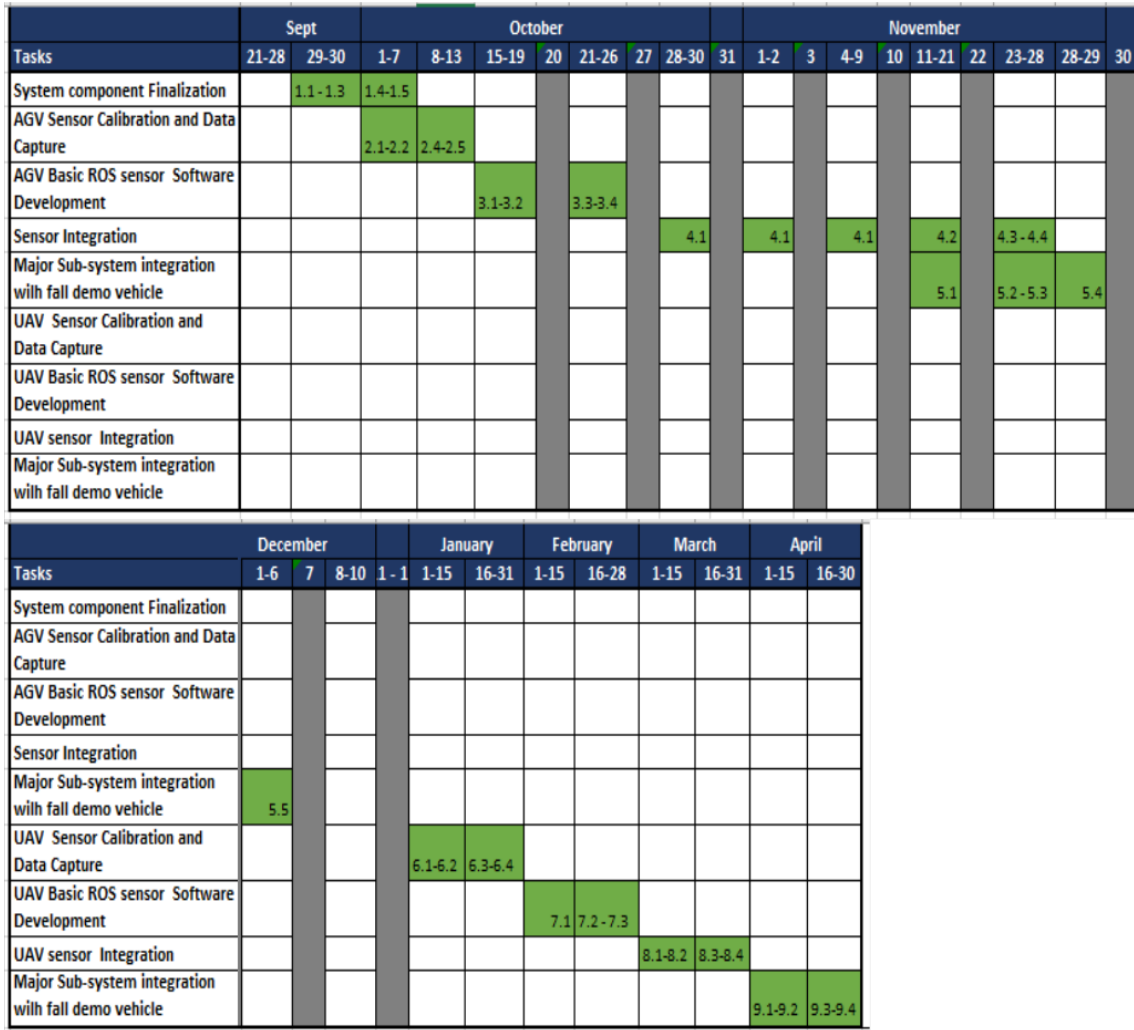 Sept October November
Tasks 21-28 29-30 1-7 8-13 15-19 20 21-26 27 28-30 31 1-2 3 4-9 10 11-21 22 23-28 28-29 30
System component Finalization 1.1 - 1.3 1.4-1.5
AGV Sensor Calibration and Data
Capture 2.1-2.2 2.4-2.5
AGV Basic ROS sensor Software
Development 3.1-3.2 3.3-3.4
Sensor Integration 4.1 4.1 4.1 4.2 4.3 - 4.4
Major Sub-system integration
wilh fall demo vehicle 5.1 5.2 - 5.3 5.4
UAV Sensor Calibration and
Data Capture
UAV Basic ROS sensor Software
Development
UAV sensor Integration
Major Sub-system integration
wilh fall demo vehicle
December January February March April
Tasks 1-6 7 8-10 1 - 1 1-15 16-31 1-15 16-28 1-15 16-31 1-15 16-30
System component Finalization
AGV Sensor Calibration and Data
Capture
AGV Basic ROS sensor Software
Development
Sensor Integration
Major Sub-system integration
wilh fall demo vehicle 5.5
UAV Sensor Calibration and
Data Capture 6.1-6.2 6.3-6.4
UAV Basic ROS sensor Software
Development 7.1 7.2 - 7.3
UAV sensor Integration 8.1-8.2 8.3-8.4
Major Sub-system integration
wilh fall demo vehicle 9.1-9.2 9.3-9.4